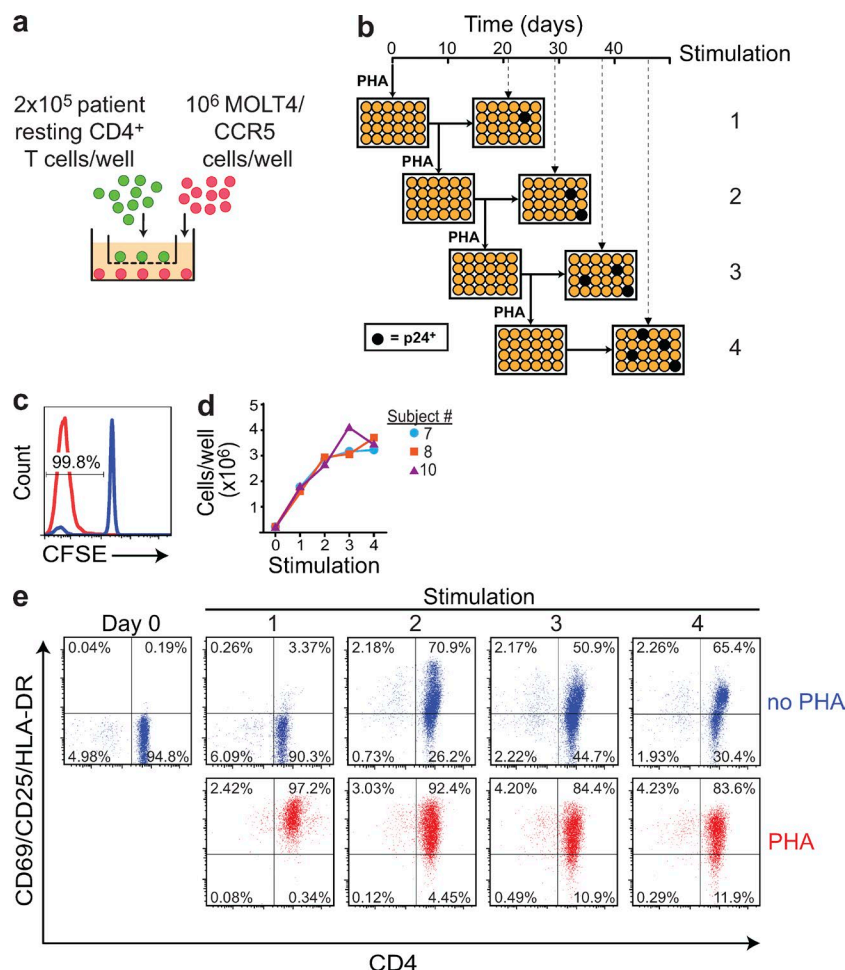 a
2x10⁵ patient
resting CD4⁺
T cells/well
10⁶ MOLT4/
CCR5
cells/well
b
Time (days)
0 10 20 30 40
Stimulation
PHA
1
PHA
2
PHA
3
PHA
4
= p24⁺
c
Count
99.8%
CFSE
d
Cells/well
(x10⁶)
5
4
3
2
1
0 1 2 3 4
Stimulation
Subject #
7
8
10
e
Stimulation
Day 0 1 2 3 4
0.04% 0.19% 0.26% 3.37% 2.18% 70.9% 2.17% 50.9% 2.26% 65.4%
no PHA
4.98% 94.8% 6.09% 90.3% 0.73% 26.2% 2.22% 44.7% 1.93% 30.4%
2.42% 97.2% 3.03% 92.4% 4.20% 84.4% 4.23% 83.6%
PHA
0.08% 0.34% 0.12% 4.45% 0.49% 10.9% 0.29% 11.9%
CD69/CD25/HLA-DR
CD4